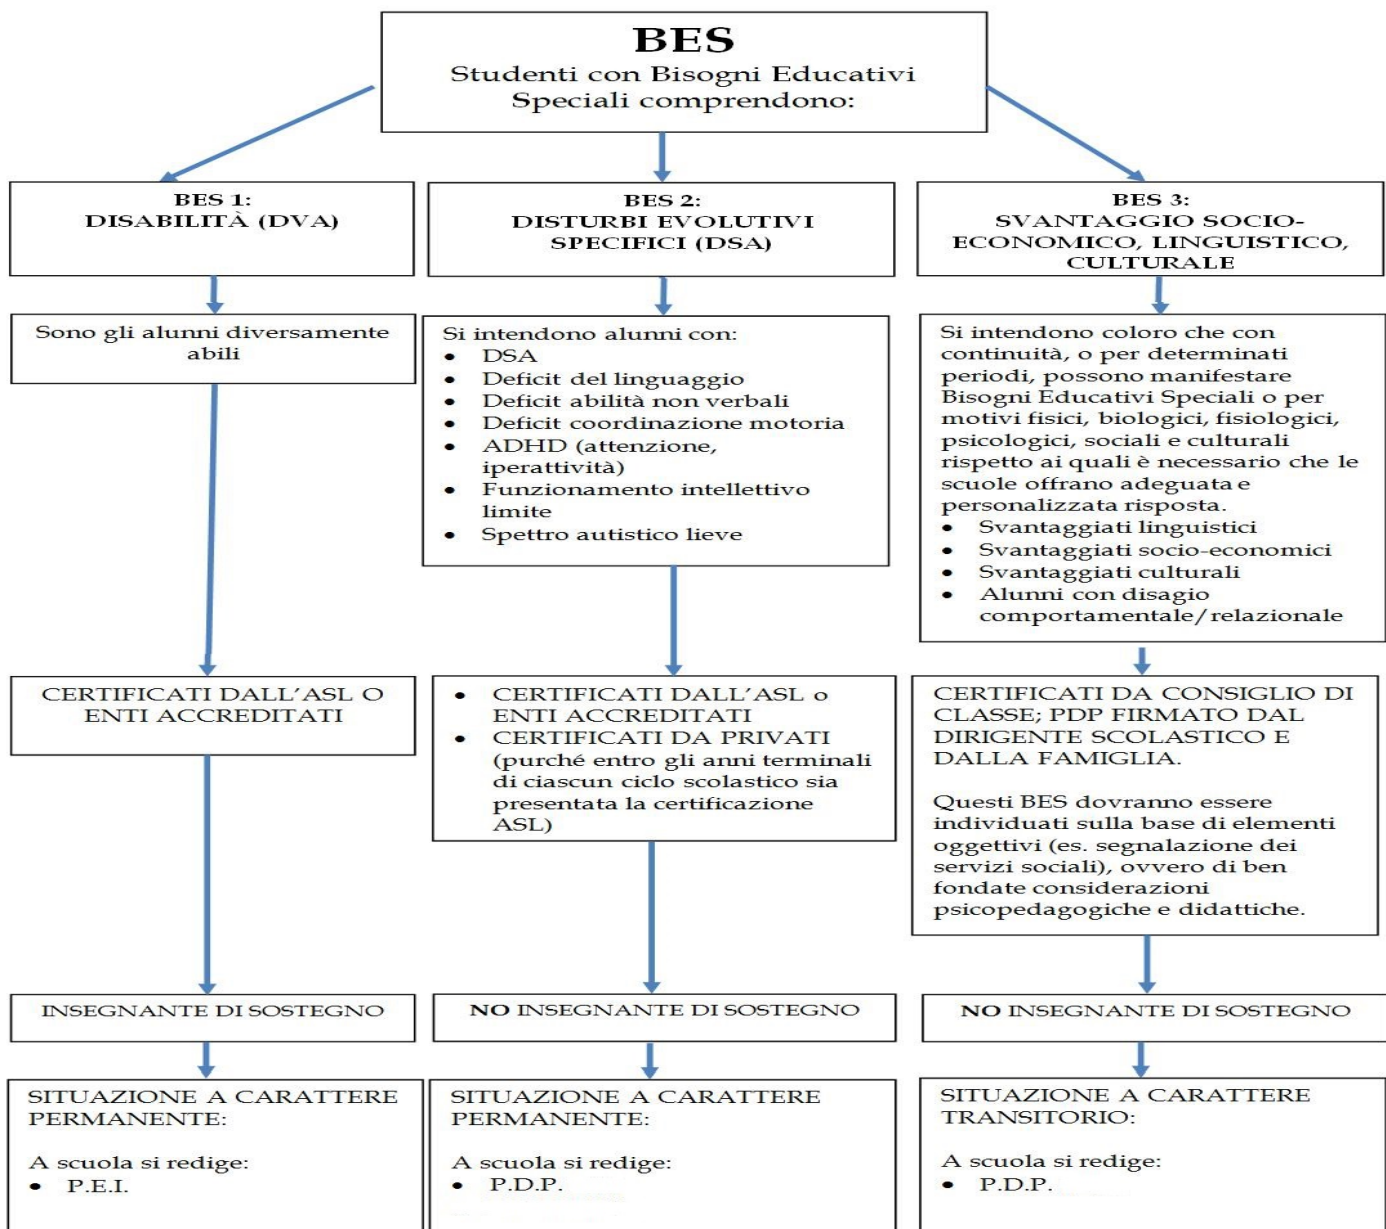 BES
Studenti con Bisogni Educativi
Speciali comprendono:
BES 1:
DISABILITÀ (DVA)
BES 2:
DISTURBI EVOLUTIVI
SPECIFICI (DSA)
BES 3:
SVANTAGGIO SOCIO-
ECONOMICO, LINGUISTICO,
CULTURALE
Sono gli alunni diversamente
abili
Si intendono alunni con:
• DSA
• Deficit del linguaggio
• Deficit abilità non verbali
• Deficit coordinazione motoria
• ADHD (attenzione,
iperattività)
• Funzionamento intellettivo
limite
• Spettro autistico lieve
Si intendono coloro che con
continuità, o per determinati
periodi, possono manifestare
Bisogni Educativi Speciali o per
motivi fisici, biologici, fisiologici,
psicologici, sociali e culturali
rispetto ai quali è necessario che le
scuole offrano adeguata e
personalizzata risposta.
• Svantaggiati linguistici
• Svantaggiati socio-economici
• Svantaggiati culturali
• Alunni con disagio
comportamentale/relazionale
CERTIFICATI DALL'ASL O
ENTI ACCREDITATI
• CERTIFICATI DALL'ASL o
ENTI ACCREDITATI
• CERTIFICATI DA PRIVATI
(purché entro gli anni terminali
di ciascun ciclo scolastico sia
presentata la certificazione
ASL)
CERTIFICATI DA CONSIGLIO DI
CLASSE; PDP FIRMATO DAL
DIRIGENTE SCOLASTICO E
DALLA FAMIGLIA.
Questi BES dovranno essere
individuati sulla base di elementi
oggettivi (es. segnalazione dei
servizi sociali), ovvero di ben
fondate considerazioni
psicopedagogiche e didattiche.
INSEGNANTE DI SOSTEGNO
NO INSEGNANTE DI SOSTEGNO
NO INSEGNANTE DI SOSTEGNO
SITUAZIONE A CARATTERE
PERMANENTE:
A scuola si redige:
• P.E.I.
SITUAZIONE A CARATTERE
PERMANENTE:
A scuola si redige:
• P.D.P.
SITUAZIONE A CARATTERE
TRANSITORIO:
A scuola si redige:
• P.D.P.